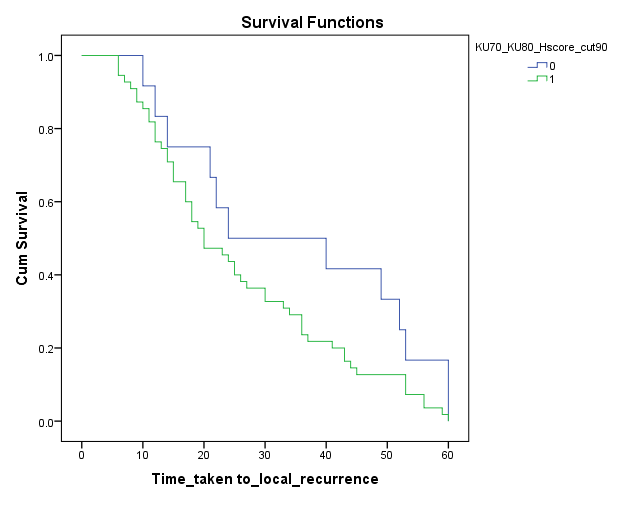 Survival Functions
KU70_KU80_Hscore_cut90
0
1
Cum Survival
1.0
0.8
0.6
0.4
0.2
0.0
0 10 20 30 40 50 60
Time_taken to_local_recurrence